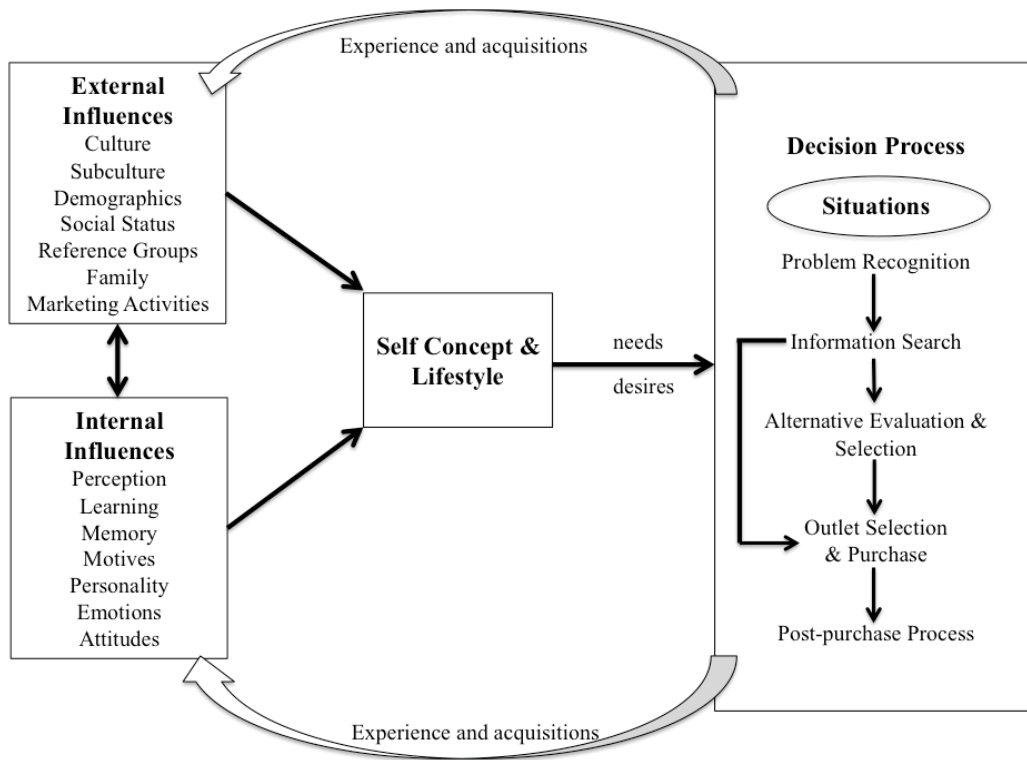 Experience and acquisitions
External
Influences
Culture
Subculture
Demographics
Social Status
Reference Groups
Family
Marketing Activities
Internal
Influences
Perception
Learning
Memory
Motives
Personality
Emotions
Attitudes
Self Concept &
Lifestyle
needs
desires
Decision Process
Situations
Problem Recognition
Information Search
Alternative Evaluation &
Selection
Outlet Selection
& Purchase
Post-purchase Process
Experience and acquisitions